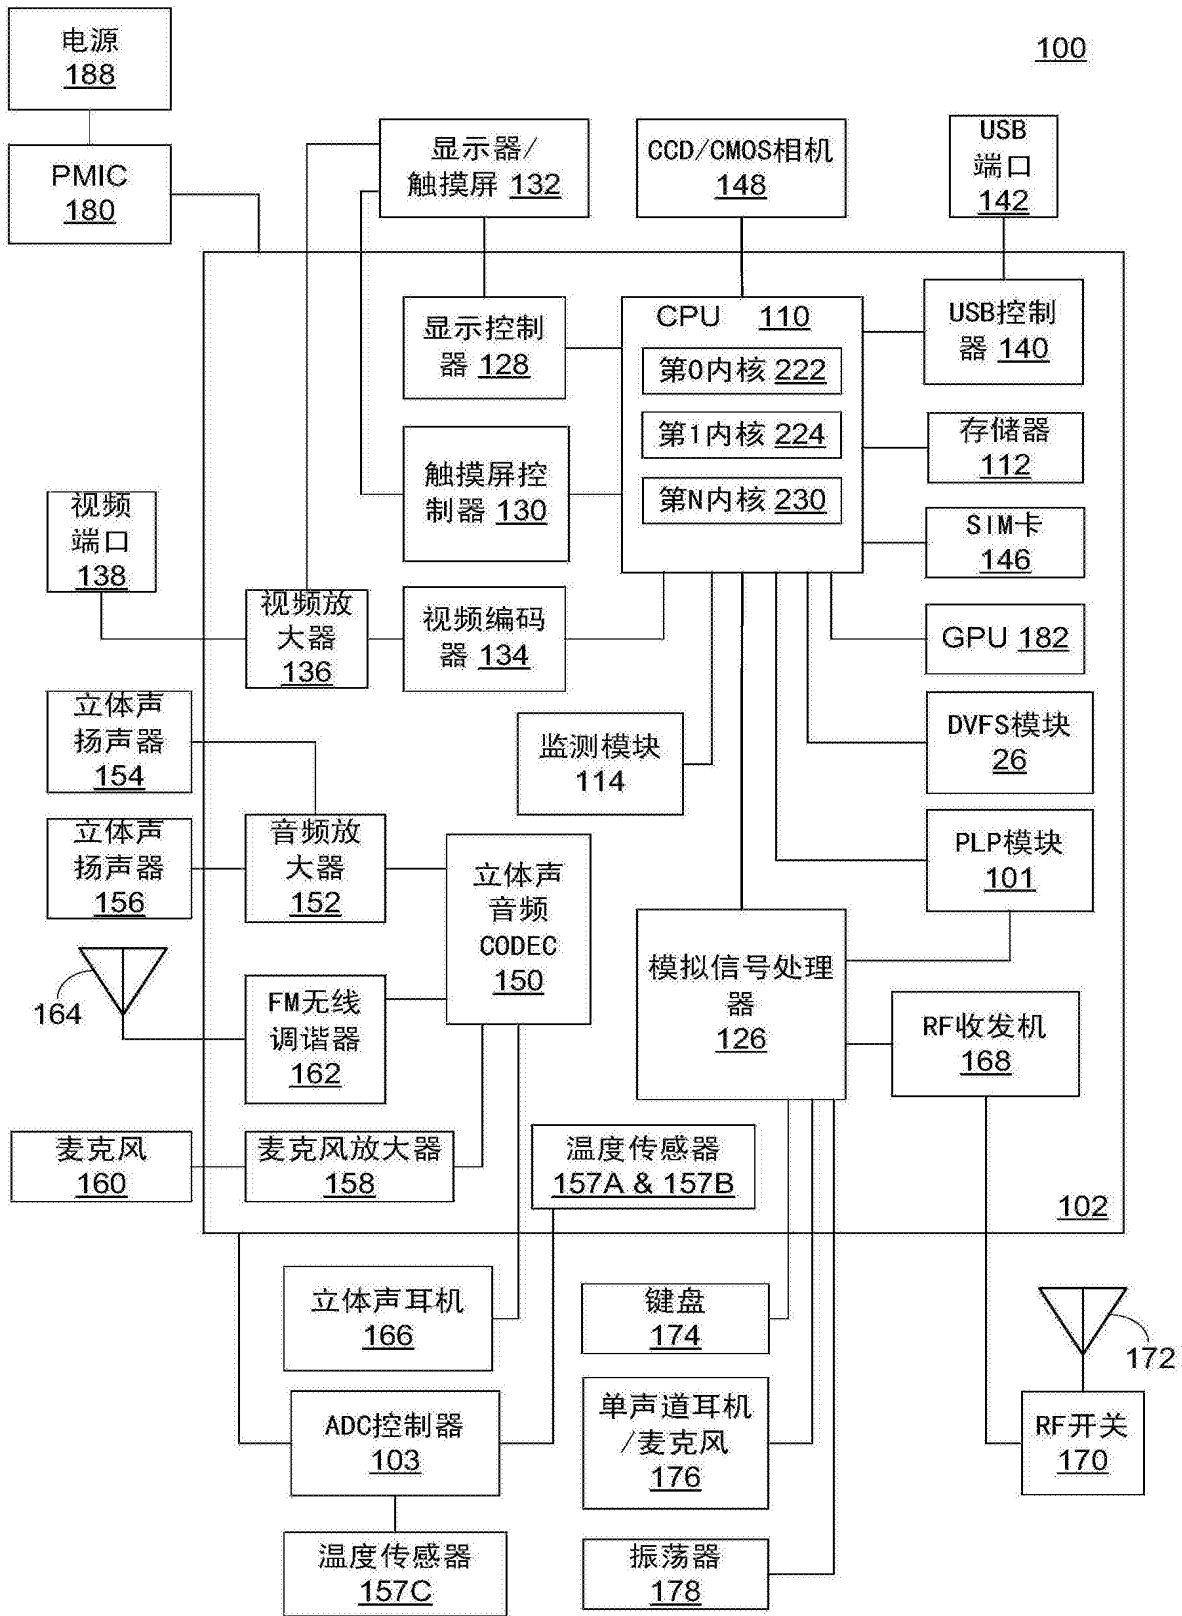 电源
188
100
PMIC
180
显示器/
触摸屏 132
CCD/CMOS相机
148
USB
端口
142
显示控制
器 128
CPU 110
第0内核 222
第1内核 224
第N内核 230
USB控制
器 140
存储器
112
触摸屏控
制器 130
SIM卡
146
视频
端口
138
视频放
大器
136
视频编码
器 134
GPU 182
立体声
扬声器
154
监测模块
114
DVFS模块
26
立体声
扬声器
156
音频放
大器
152
立体声
音频
CODEC
150
PLP模块
101
164
FM无线
调谐器
162
模拟信号处理
器
126
RF收发机
168
麦克风
160
麦克风放大器
158
温度传感器
157A & 157B
102
立体声耳机
166
键盘
174
172
ADC控制器
103
单声道耳机
/麦克风
176
RF开关
170
温度传感器
157C
振荡器
178